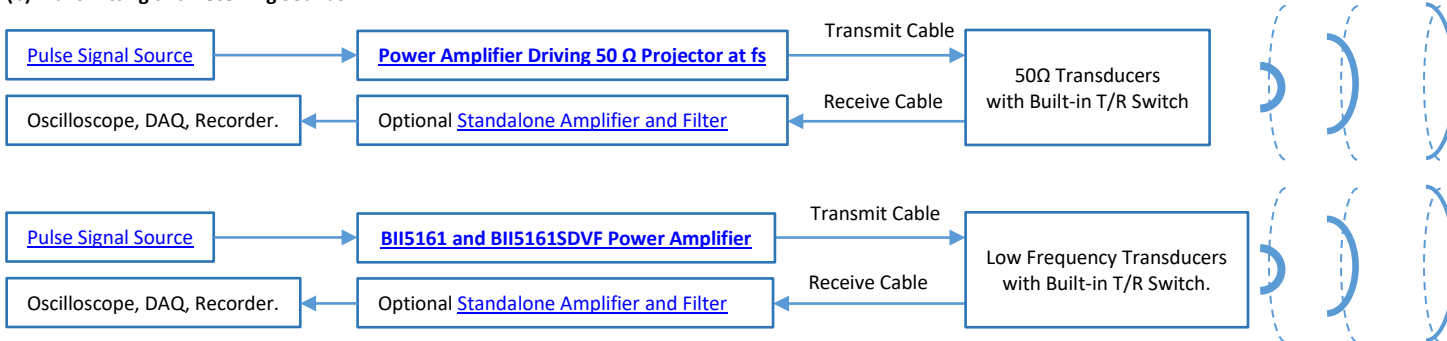 Pulse Signal Source
Power Amplifier Driving 50 Ω Projector at fs
Transmit Cable
50Ω Transducers
with Built-in T/R Switch
Oscilloscope, DAQ, Recorder.
Optional Standalone Amplifier and Filter
Receive Cable
Pulse Signal Source
BII5161 and BII5161SDVF Power Amplifier
Transmit Cable
Low Frequency Transducers
with Built-in T/R Switch.
Oscilloscope, DAQ, Recorder.
Optional Standalone Amplifier and Filter
Receive Cable